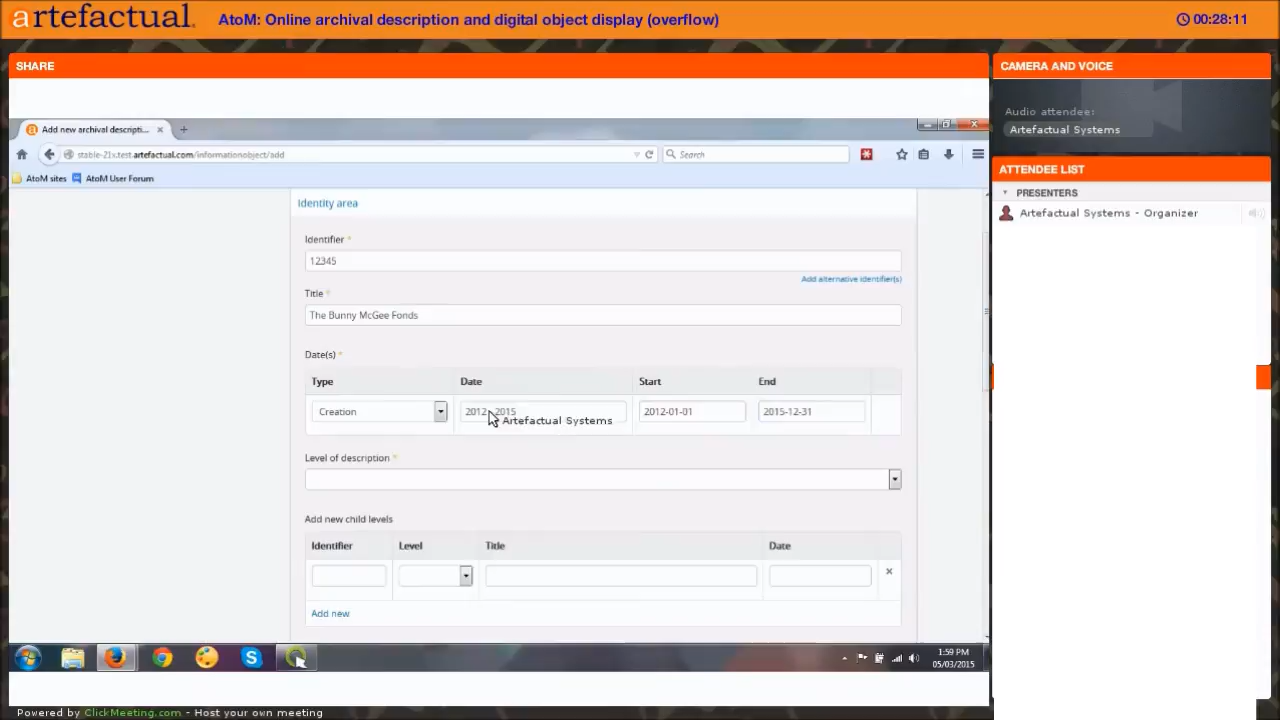 artefactual
AtoM: Online archival description and digital object display (overflow)
00:28:11
SHARE
CAMERA AND VOICE
Audio attendee:
Artefactual Systems
ATTENDEE LIST
PRESENTERS
Artefactual Systems - Organizer
Add new archival descripti...
stable-21x.test.artefactual.com/informationobject/add
Search
AtoM sites
AtoM User Forum
Identity area
Identifier *
12345
Add alternative identifier(s)
Title *
The Bunny McGee Fonds
Date(s) *
Type Date Start End
Creation 2012 - 2015 2012-01-01 2015-12-31
Artefactual Systems
Level of description *
Add new child levels
Identifier Level Title Date
Add new
1:59 PM
05/03/2015
Powered by ClickMeeting.com - Host your own meeting